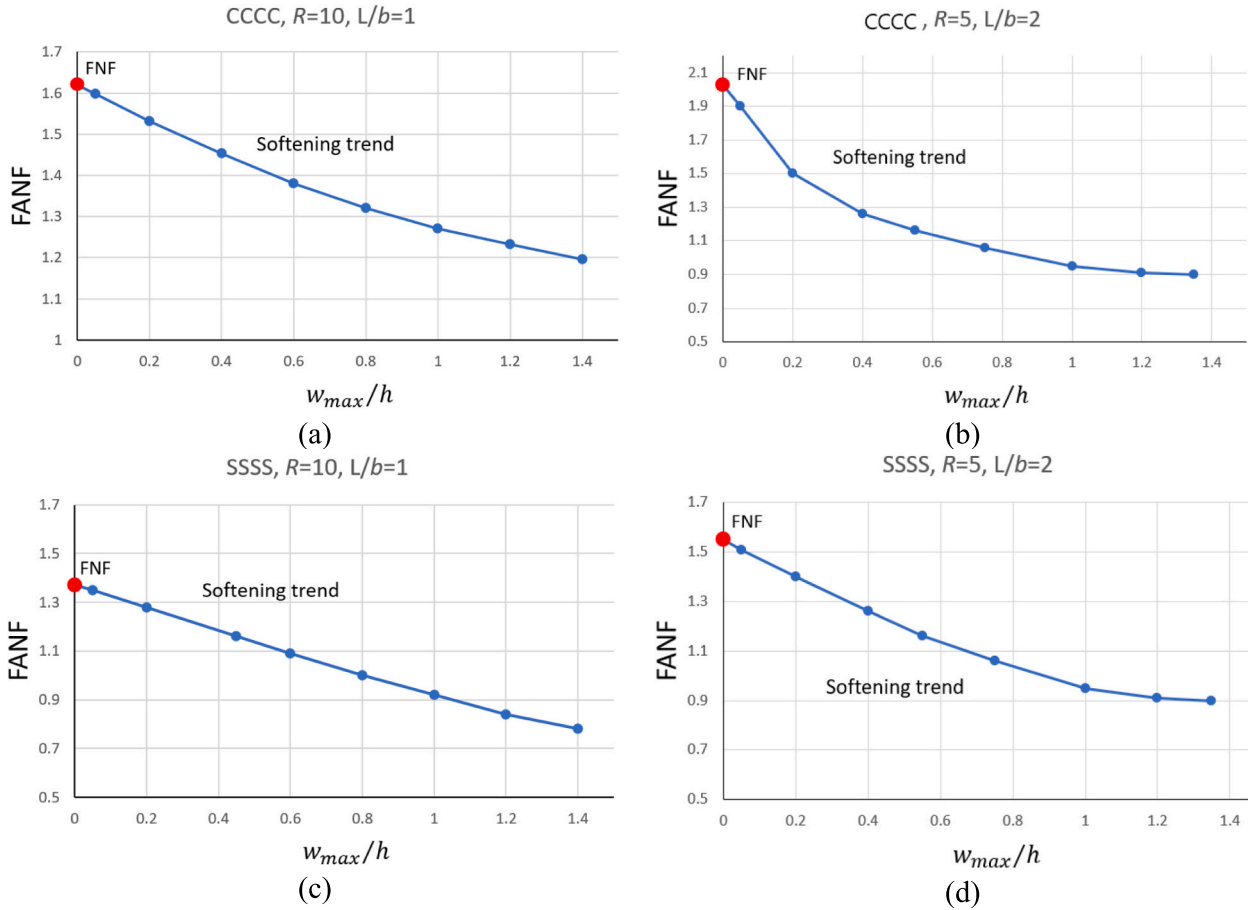 CCCC, R=10, L/b=1
1.7
1.6
1.5
1.4
1.3
1.2
1.1
1
FANF
FNF
Softening trend
0 0.2 0.4 0.6 0.8 1 1.2 1.4
w_max/h
(a)
CCCC , R=5, L/b=2
2.1
1.9
1.7
1.5
1.3
1.1
0.9
0.7
0.5
FANF
FNF
Softening trend
0 0.2 0.4 0.6 0.8 1 1.2 1.4
w_max/h
(b)
SSSS, R=10, L/b=1
1.7
1.5
1.3
1.1
0.9
0.7
0.5
FANF
FNF
Softening trend
0 0.2 0.4 0.6 0.8 1 1.2 1.4
w_max/h
(c)
SSSS, R=5, L/b=2
1.7
1.5
1.3
1.1
0.9
0.7
0.5
FANF
FNF
Softening trend
0 0.2 0.4 0.6 0.8 1 1.2 1.4
w_max/h
(d)